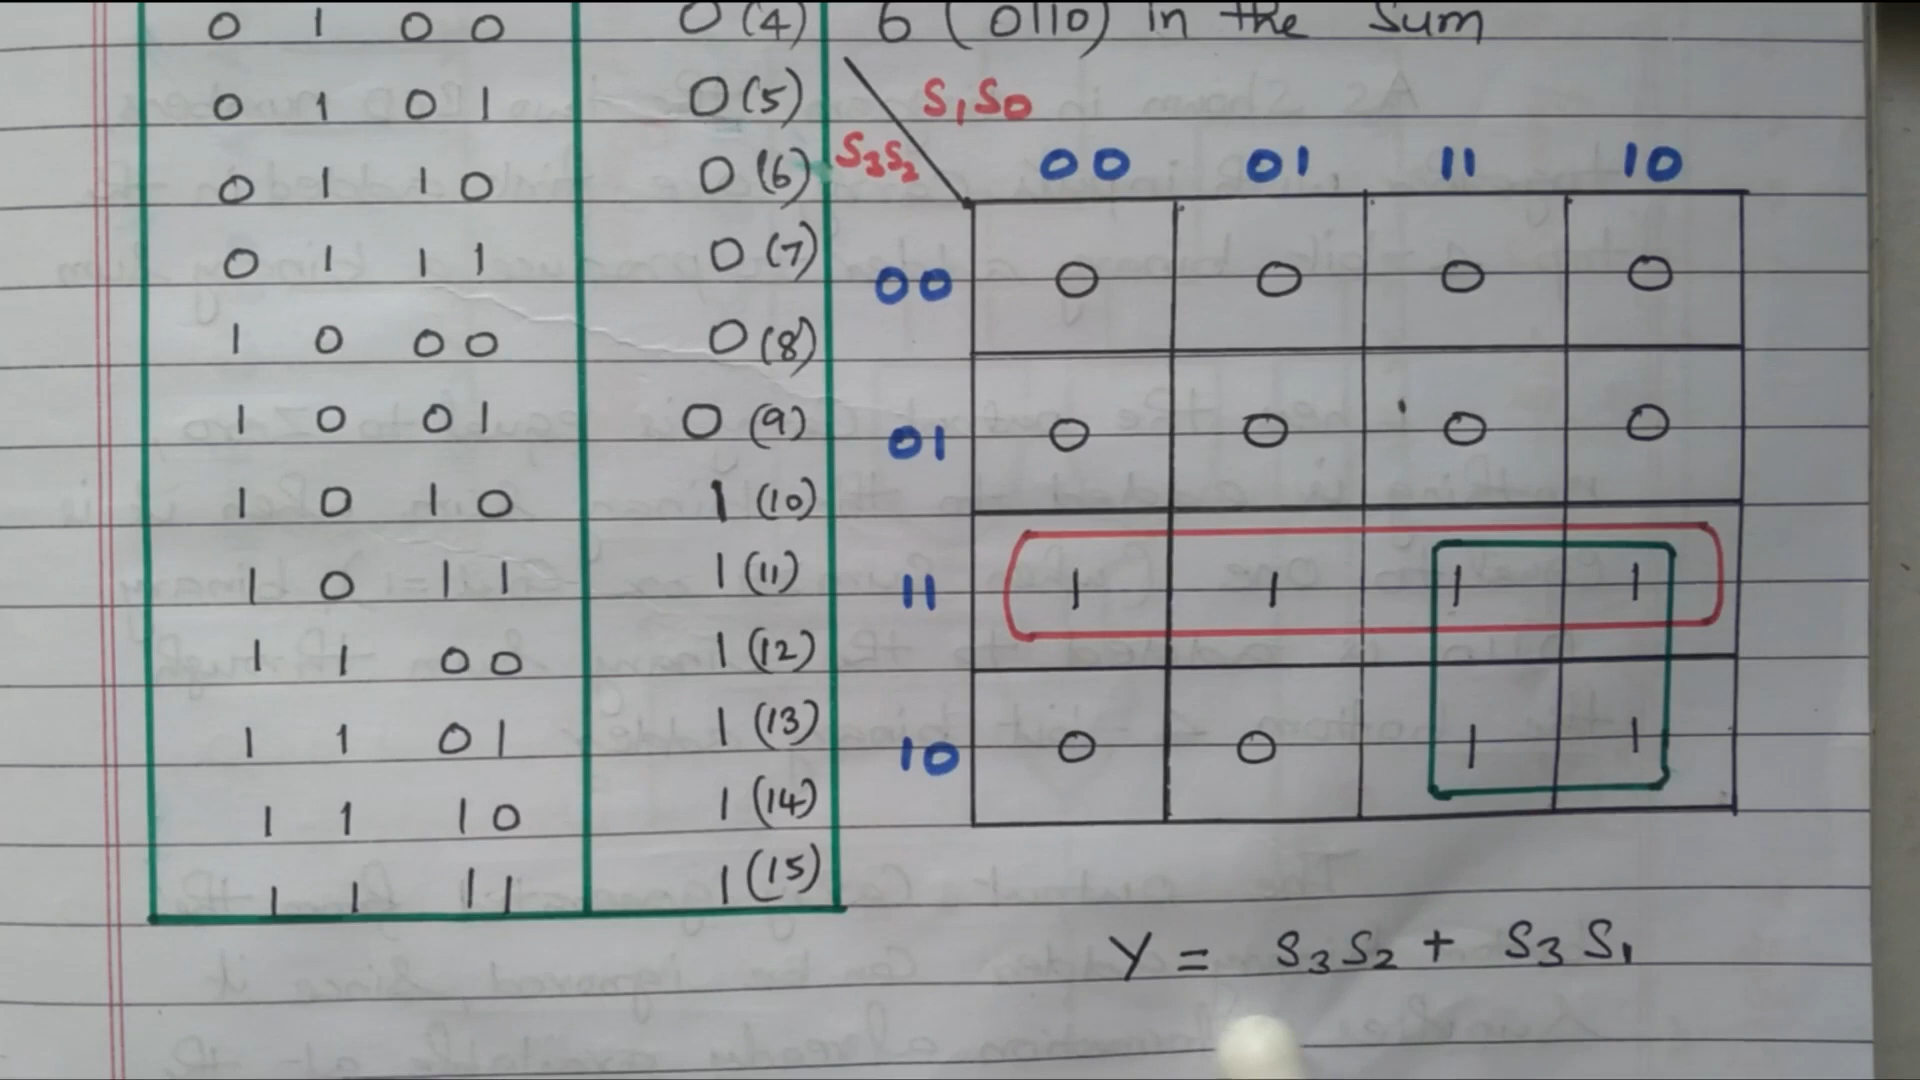 0 1 0 0 0 (4) 6 (0110) in the Sum
0 1 0 1 0 (5)
S1S0
S3S2
0 1 1 0 0 (6) 00 01 11 10
0 1 1 1 0 (7)
00 0 0 0 0
1 0 0 0 0 (8)
1 0 0 1 0 (9)
01 0 0 0 0
1 0 1 0 1 (10)
1 0 1 1 1 (11)
11 1 1 1 1
1 1 0 0 1 (12)
1 1 0 1 1 (13)
10 0 0 1 1
1 1 1 0 1 (14)
1 1 1 1 1 (15)
Y = S3S2 + S3S1